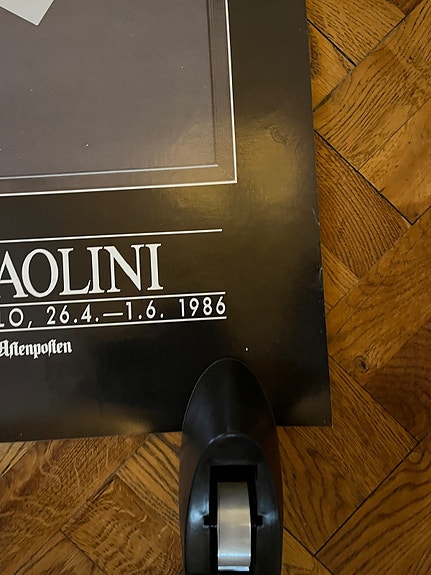 AOLINI
LO, 26.4.—1.6. 1986
Aftenposten